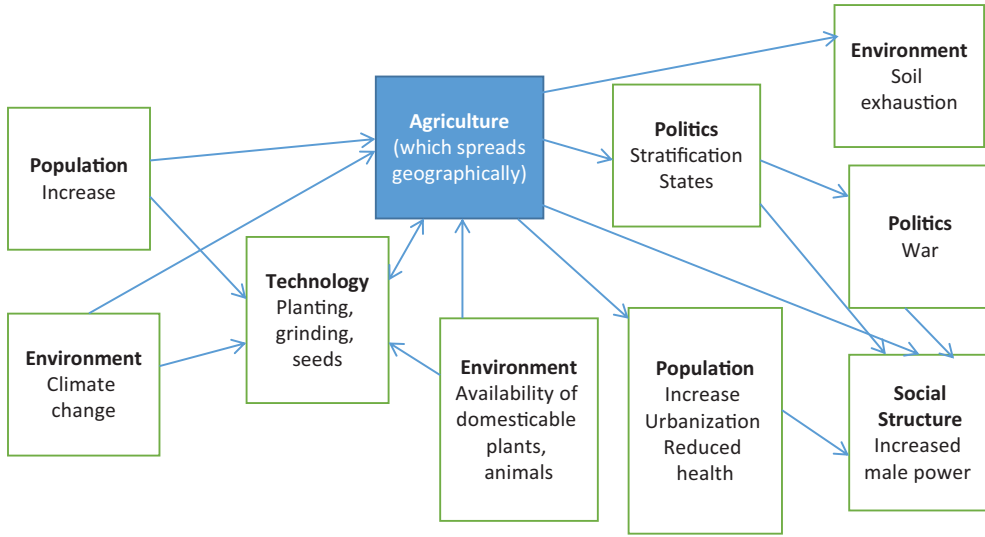 Population
Increase
Environment
Climate
change
Technology
Planting,
grinding,
seeds
Agriculture
(which spreads
geographically)
Environment
Availability of
domesticable
plants,
animals
Politics
Stratification
States
Population
Increase
Urbanization
Reduced
health
Environment
Soil
exhaustion
Politics
War
Social
Structure
Increased
male power